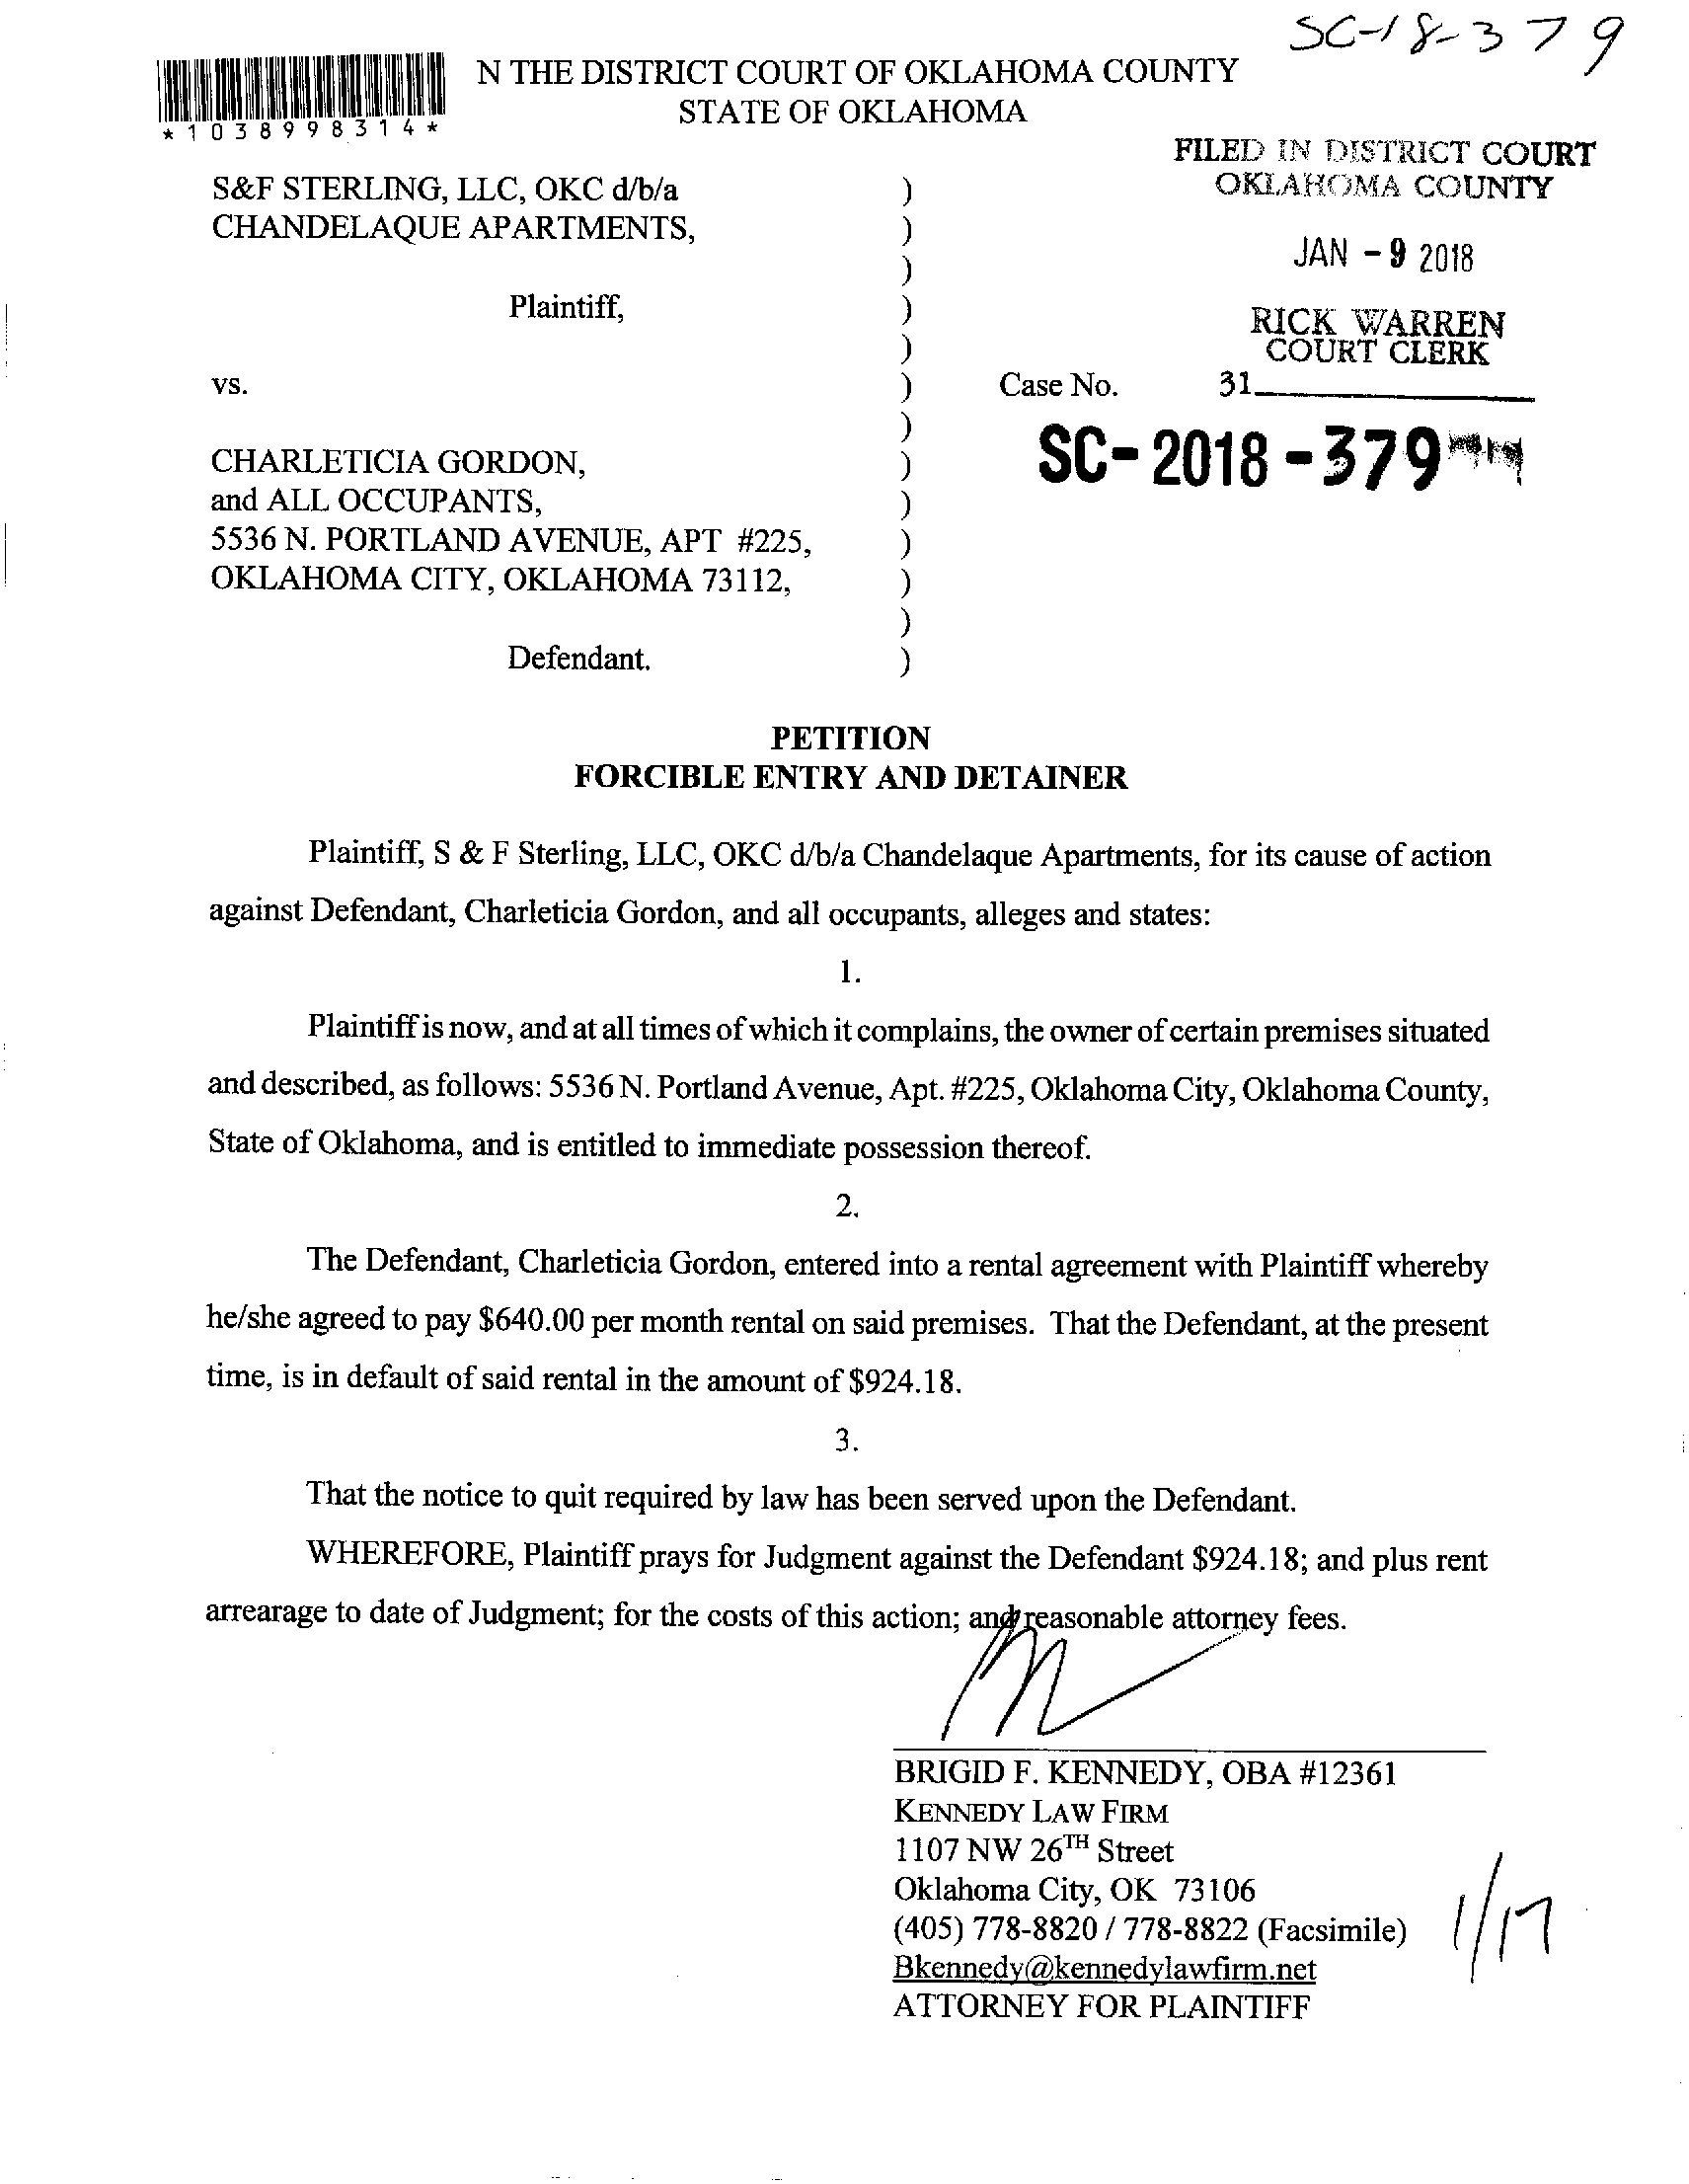 SC-18-379
N THE DISTRICT COURT OF OKLAHOMA COUNTY
STATE OF OKLAHOMA
*1038998314*
FILED IN DISTRICT COURT
OKLAHOMA COUNTY
JAN - 9 2018
RICK WARREN
COURT CLERK
31
S&F STERLING, LLC, OKC d/b/a )
CHANDELAQUE APARTMENTS, )
)
Plaintiff, )
)
vs. ) Case No.
)
SC-2018-379
CHARLETICIA GORDON, )
and ALL OCCUPANTS, )
5536 N. PORTLAND AVENUE, APT #225, )
OKLAHOMA CITY, OKLAHOMA 73112, )
)
Defendant. )
PETITION
FORCIBLE ENTRY AND DETAINER
Plaintiff, S & F Sterling, LLC, OKC d/b/a Chandelaque Apartments, for its cause of action
against Defendant, Charleticia Gordon, and all occupants, alleges and states:
1.
Plaintiff is now, and at all times of which it complains, the owner of certain premises situated
and described, as follows: 5536 N. Portland Avenue, Apt. #225, Oklahoma City, Oklahoma County,
State of Oklahoma, and is entitled to immediate possession thereof.
2.
The Defendant, Charleticia Gordon, entered into a rental agreement with Plaintiff whereby
he/she agreed to pay $640.00 per month rental on said premises. That the Defendant, at the present
time, is in default of said rental in the amount of $924.18.
3.
That the notice to quit required by law has been served upon the Defendant.
WHEREFORE, Plaintiff prays for Judgment against the Defendant $924.18; and plus rent
arrearage to date of Judgment; for the costs of this action; and reasonable attorney fees.
BRIGID F. KENNEDY, OBA #12361
KENNEDY LAW FIRM
1107 NW 26TH Street
Oklahoma City, OK 73106
(405) 778-8820 / 778-8822 (Facsimile)
Bkennedy@kennedylawfirm.net
ATTORNEY FOR PLAINTIFF
1/17